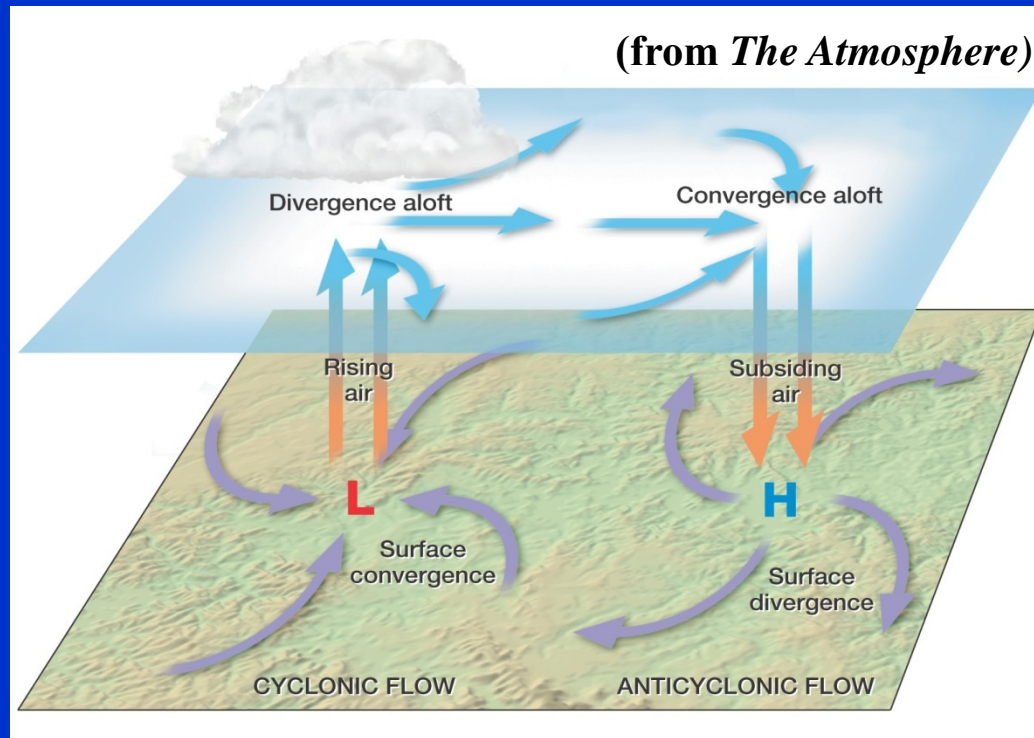 (from The Atmosphere)
Divergence aloft
Convergence aloft
Rising
air
Subsiding
air
L
H
Surface
convergence
Surface
divergence
CYCLONIC FLOW
ANTICYCLONIC FLOW